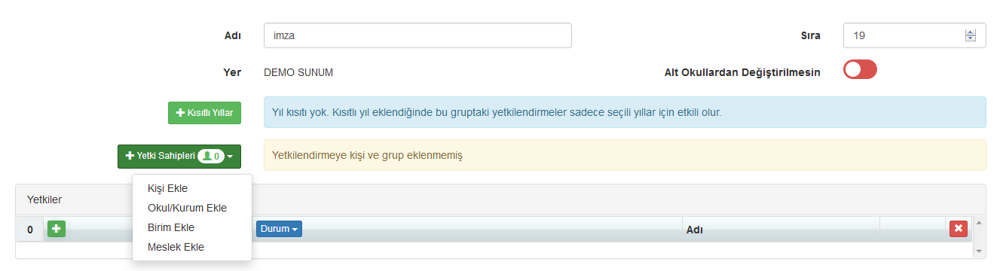 Adı imza Sıra 19
Yer DEMO SUNUM Alt Okullardan Değiştirilmesin
Kısıtlı Yıllar Yıl kısıtı yok. Kısıtlı yıl eklendiğinde bu gruptaki yetkilendirmeler sadece seçili yıllar için etkili olur.
Yetki Sahipleri 0 Yetkilendirmeye kişi ve grup eklenmemiş
Kişi Ekle
Okul/Kurum Ekle
Birim Ekle
Meslek Ekle
Yetkiler
0 Durum Adı